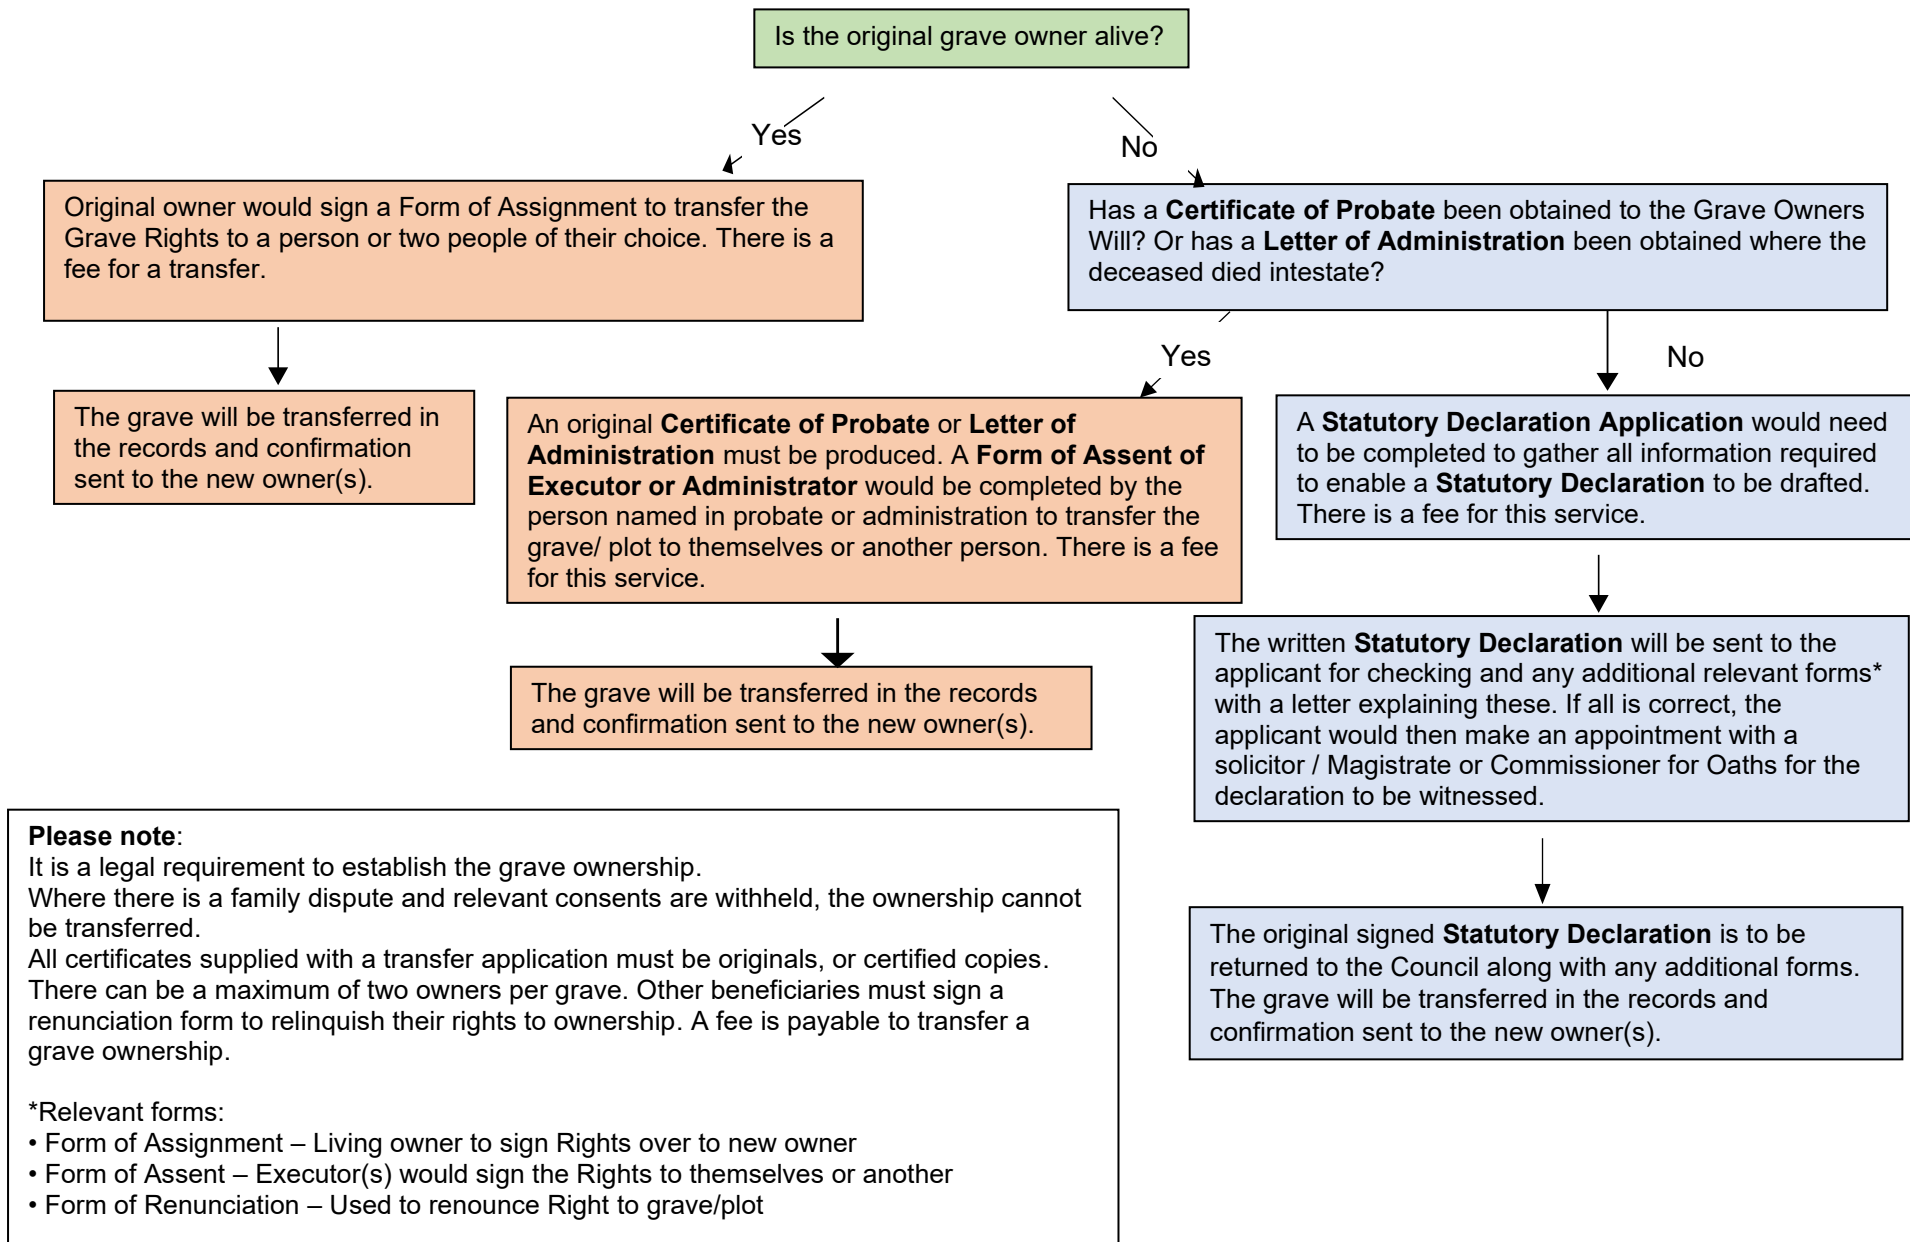 Is the original grave owner alive?
Yes
No
Original owner would sign a Form of Assignment to transfer the
Grave Rights to a person or two people of their choice. There is a
fee for a transfer.
Has a Certificate of Probate been obtained to the Grave Owners
Will? Or has a Letter of Administration been obtained where the
deceased died intestate?
Yes
No
The grave will be transferred in
the records and confirmation
sent to the new owner(s).
An original Certificate of Probate or Letter of
Administration must be produced. A Form of Assent of
Executor or Administrator would be completed by the
person named in probate or administration to transfer the
grave/ plot to themselves or another person. There is a fee
for this service.
A Statutory Declaration Application would need
to be completed to gather all information required
to enable a Statutory Declaration to be drafted.
There is a fee for this service.
The grave will be transferred in the records
and confirmation sent to the new owner(s).
The written Statutory Declaration will be sent to the
applicant for checking and any additional relevant forms*
with a letter explaining these. If all is correct, the
applicant would then make an appointment with a
solicitor / Magistrate or Commissioner for Oaths for the
declaration to be witnessed.
The original signed Statutory Declaration is to be
returned to the Council along with any additional forms.
The grave will be transferred in the records and
confirmation sent to the new owner(s).
Please note:
It is a legal requirement to establish the grave ownership.
Where there is a family dispute and relevant consents are withheld, the ownership cannot
be transferred.
All certificates supplied with a transfer application must be originals, or certified copies.
There can be a maximum of two owners per grave. Other beneficiaries must sign a
renunciation form to relinquish their rights to ownership. A fee is payable to transfer a
grave ownership.
*Relevant forms:
• Form of Assignment – Living owner to sign Rights over to new owner
• Form of Assent – Executor(s) would sign the Rights to themselves or another
• Form of Renunciation – Used to renounce Right to grave/plot